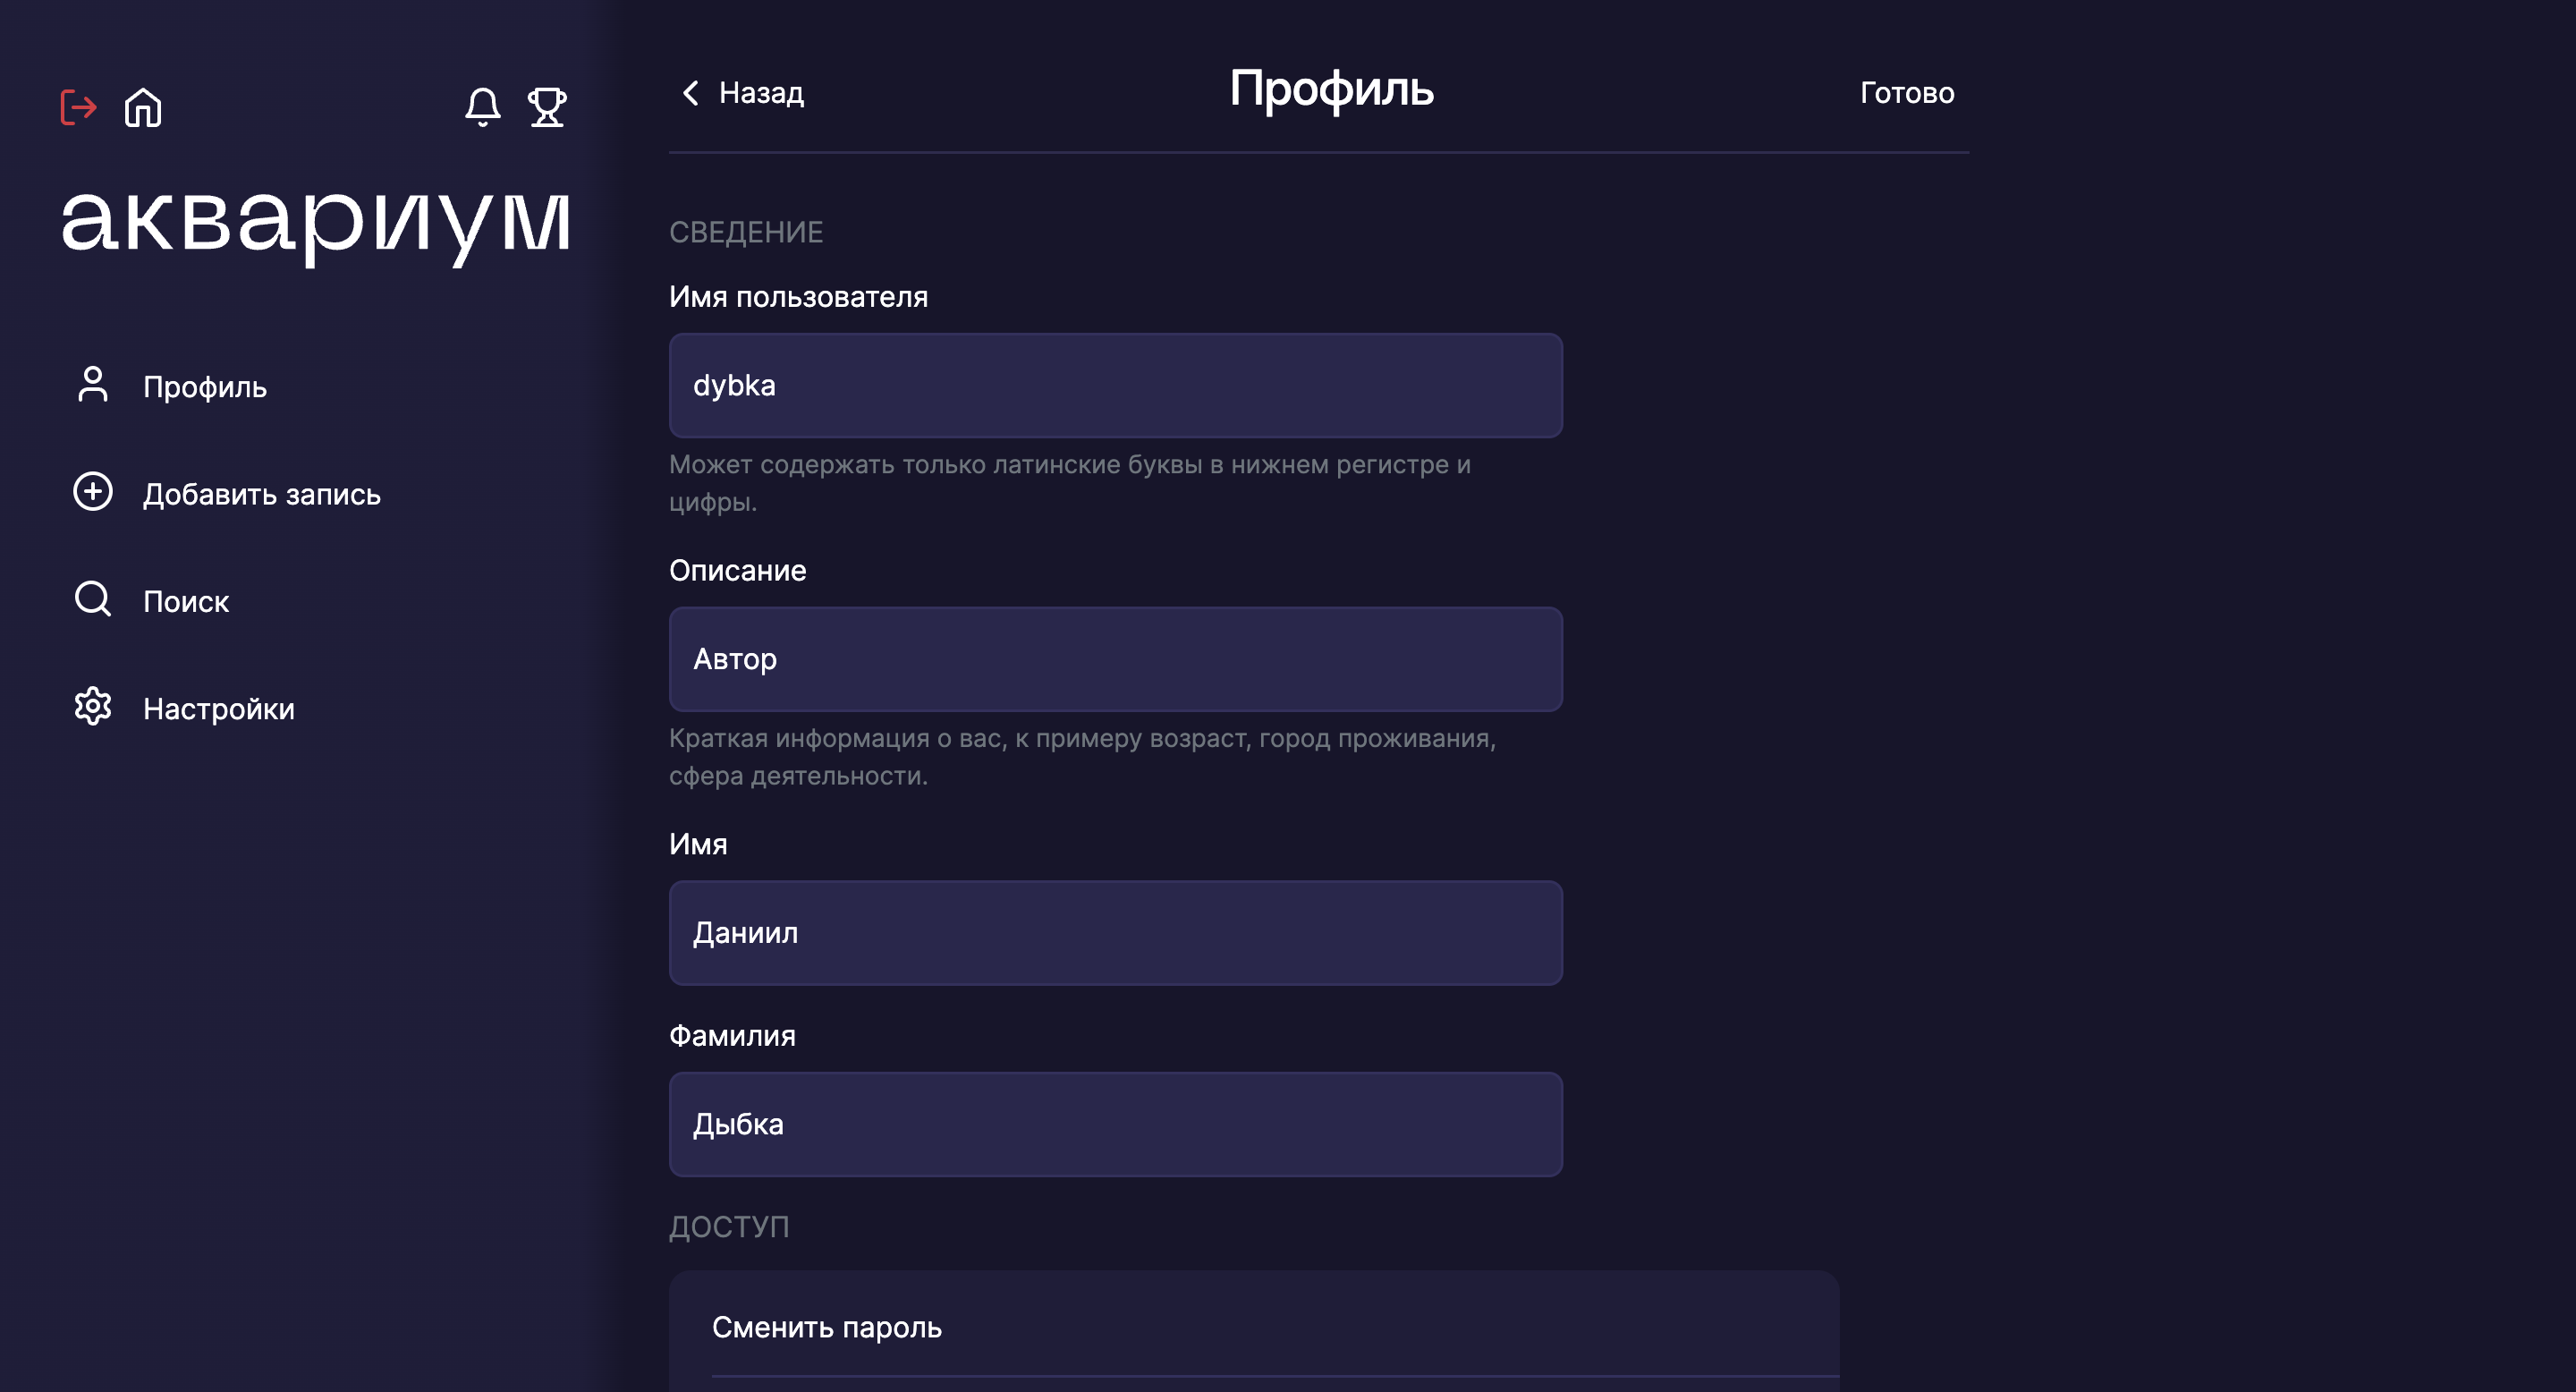 аквариум
Профиль
Добавить запись
Поиск
Настройки
Назад
Профиль
Готово
СВЕДЕНИЕ
Имя пользователя
dybka
Может содержать только латинские буквы в нижнем регистре и
цифры.
Описание
Автор
Краткая информация о вас, к примеру возраст, город проживания,
сфера деятельности.
Имя
Даниил
Фамилия
Дыбка
ДОСТУП
Сменить пароль